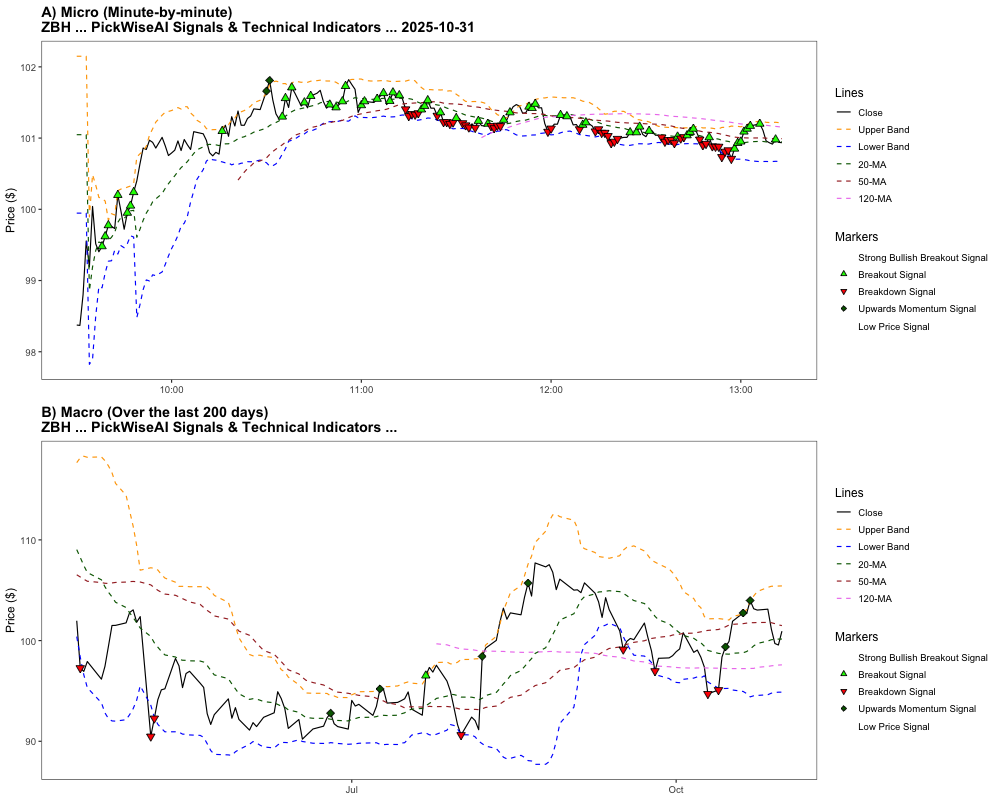 A) Micro (Minute-by-minute)
ZBH ... PickWiseAI Signals & Technical Indicators ... 2025-10-31
Price ($)
102
101
100
99
98
10:00
11:00
12:00
13:00
Lines
Close
Upper Band
Lower Band
20-MA
50-MA
120-MA
Markers
Strong Bullish Breakout Signal
Breakout Signal
Breakdown Signal
Upwards Momentum Signal
Low Price Signal
B) Macro (Over the last 200 days)
ZBH ... PickWiseAI Signals & Technical Indicators ...
Price ($)
110
100
90
Jul
Oct
Lines
Close
Upper Band
Lower Band
20-MA
50-MA
120-MA
Markers
Strong Bullish Breakout Signal
Breakout Signal
Breakdown Signal
Upwards Momentum Signal
Low Price Signal